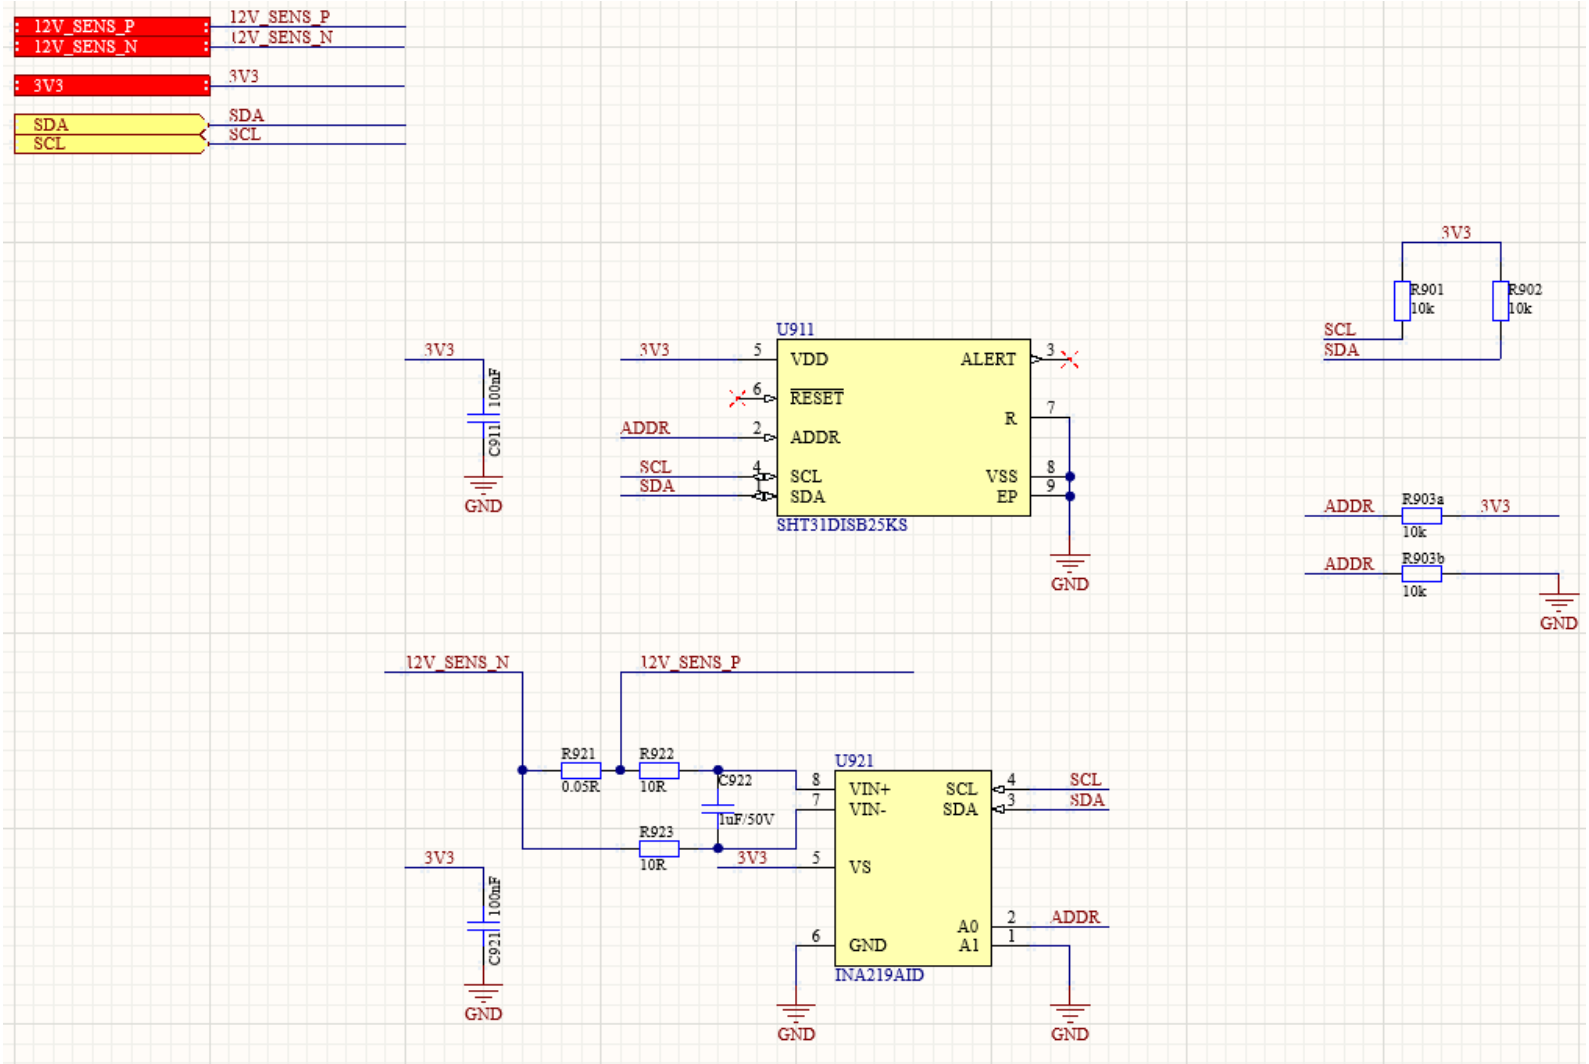 12V_SENS_P 12V_SENS_P
12V_SENS_N 12V_SENS_N
3V3 3V3
SDA SDA
SCL SCL
3V3
R901 R902
10k 10k
SCL
SDA
3V3
100nF
C911
GND
U911
3V3 5 VDD ALERT 3
6 RESET
R 7
ADDR 2 ADDR
SCL 4 SCL VSS 8
SDA 1 SDA EP 9
SHT31DISB25KS
GND
ADDR R903a 3V3
10k
ADDR R903b
10k
GND
12V_SENS_N 12V_SENS_P
R921 R922
0.05R 10R
C922
1uF/50V
R923
10R
U921
8 VIN+ SCL 4 SCL
7 VIN- SDA 3 SDA
3V3 5 VS
A0 2 ADDR
6 GND A1 1
INA219AID
GND GND
3V3
100nF
C921
GND